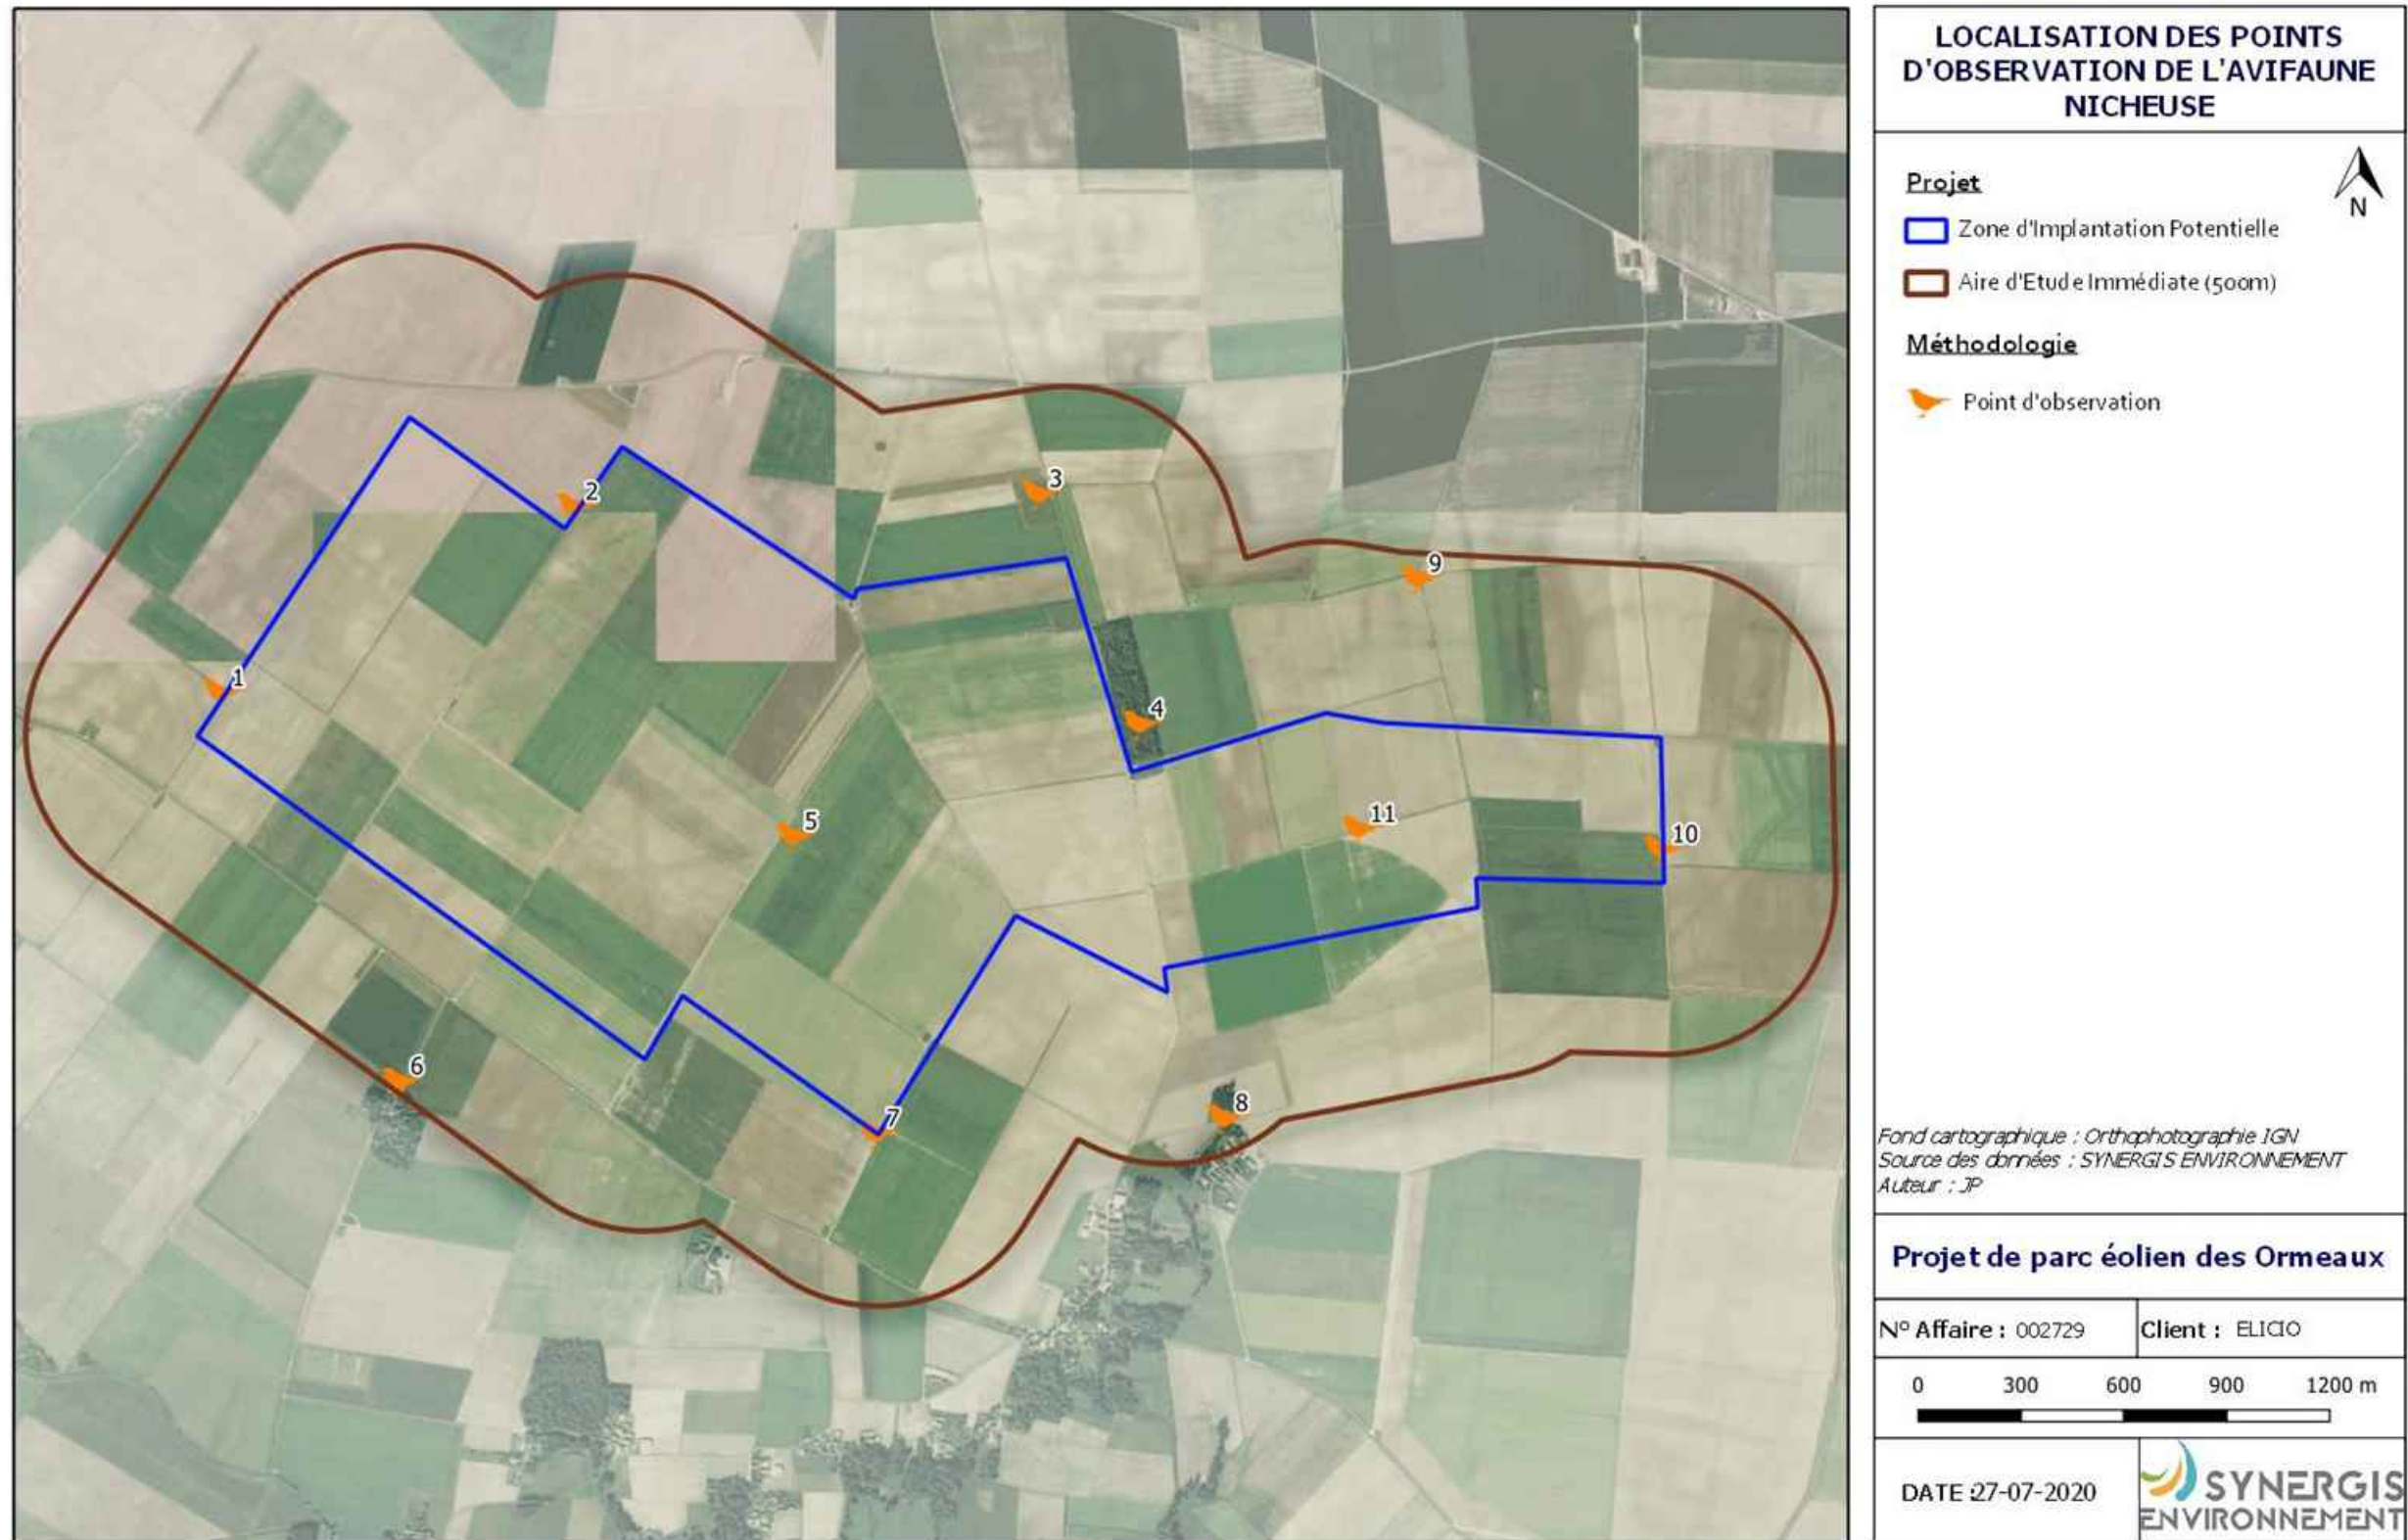 LOCALISATION DES POINTS
D'OBSERVATION DE L'AVIFAUNE
NICHEUSE
Projet
N
Zone d'Implantation Potentielle
Aire d'Etude Immédiate (500m)
Méthodologie
Point d'observation
1
2
3
4
5
6
7
8
9
10
11
Fond cartographique : Orthophotographie IGN
Source des données : SYNERGIS ENVIRONNEMENT
Auteur : JP
Projet de parc éolien des Ormeaux
N° Affaire : 002729
Client : ELICIO
0 300 600 900 1200 m
DATE :27-07-2020
SYNERGIS
ENVIRONNEMENT